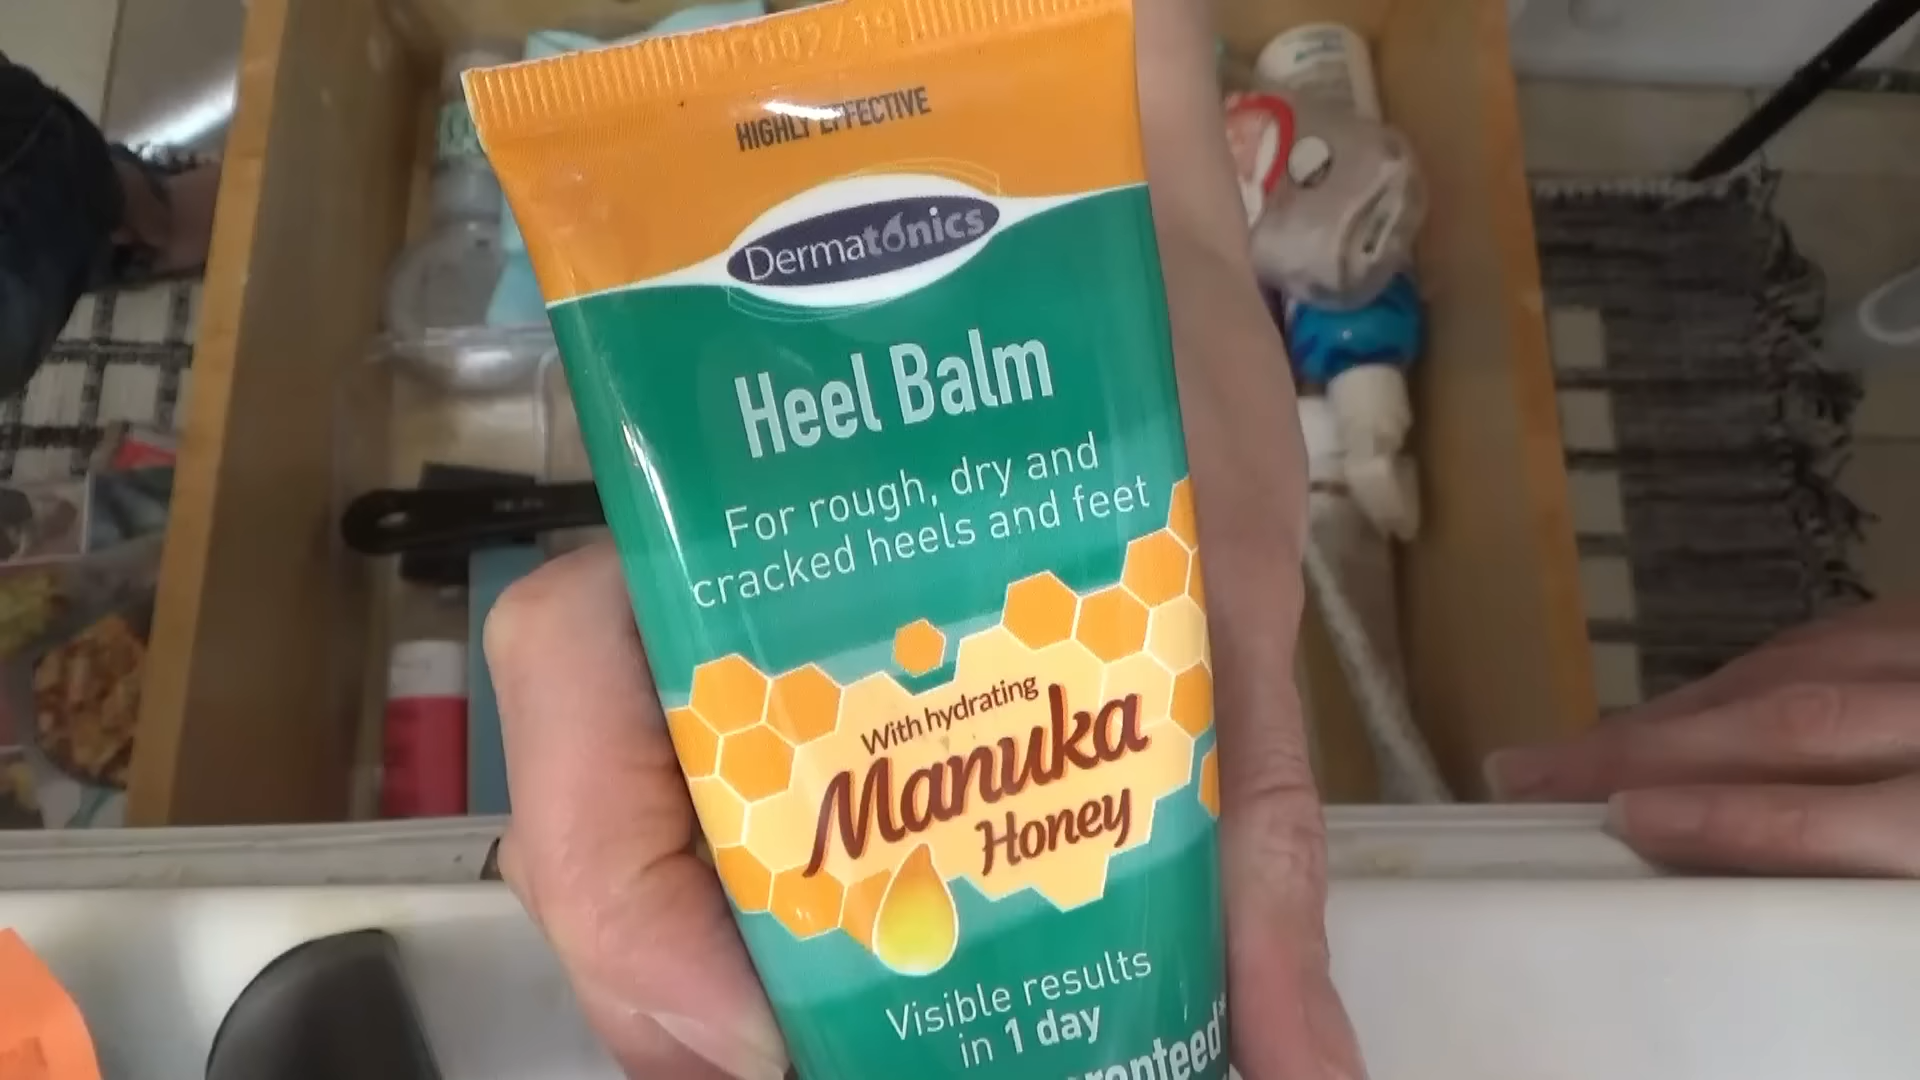 HIGHLY EFFECTIVE
Dermatonics
Heel Balm
For rough, dry and
cracked heels and feet
With hydrating
Manuka
Honey
Visible results
in 1 day